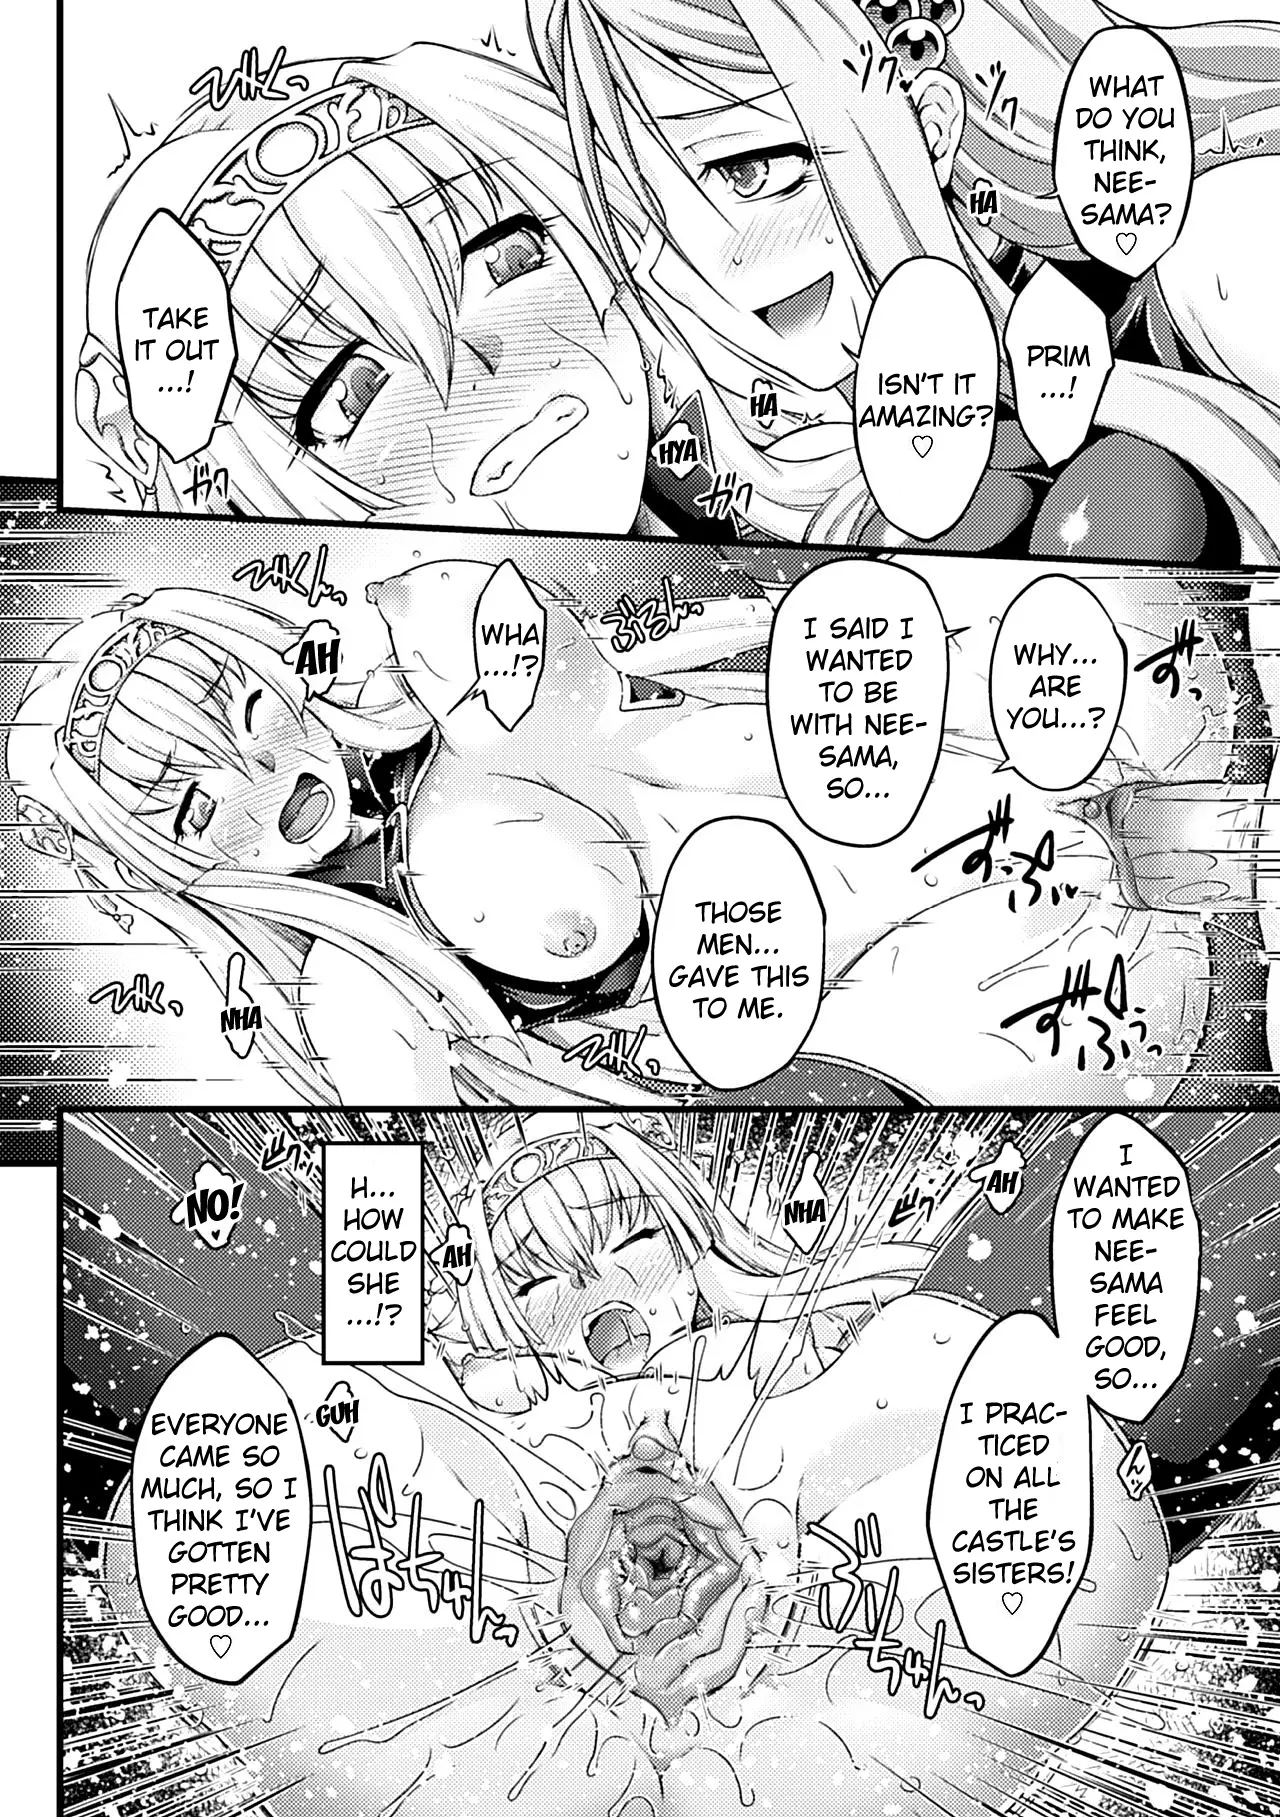 WHAT
DO YOU
THINK,
NEE-
SAMA?
♡
PRIM
...!
ISN'T IT
AMAZING?
♡
TAKE
IT OUT
...!
HA
HA
HYA
WHY...
ARE
YOU...?
I SAID I
WANTED
TO BE
WITH NEE-
SAMA,
SO...
THOSE
MEN...
GAVE THIS
TO ME.
WHA
...!?
AH
NHA
I
WANTED
TO MAKE
NEE-
SAMA
FEEL
GOOD,
SO...
I PRAC-
TICED
ON ALL
THE
CASTLE'S
SISTERS!
♡
AH
NHA
AH
H...
HOW
COULD
SHE
...!?
NO!
♥
GUH
EVERYONE
CAME SO
MUCH, SO I
THINK I'VE
GOTTEN
PRETTY
GOOD...
♡